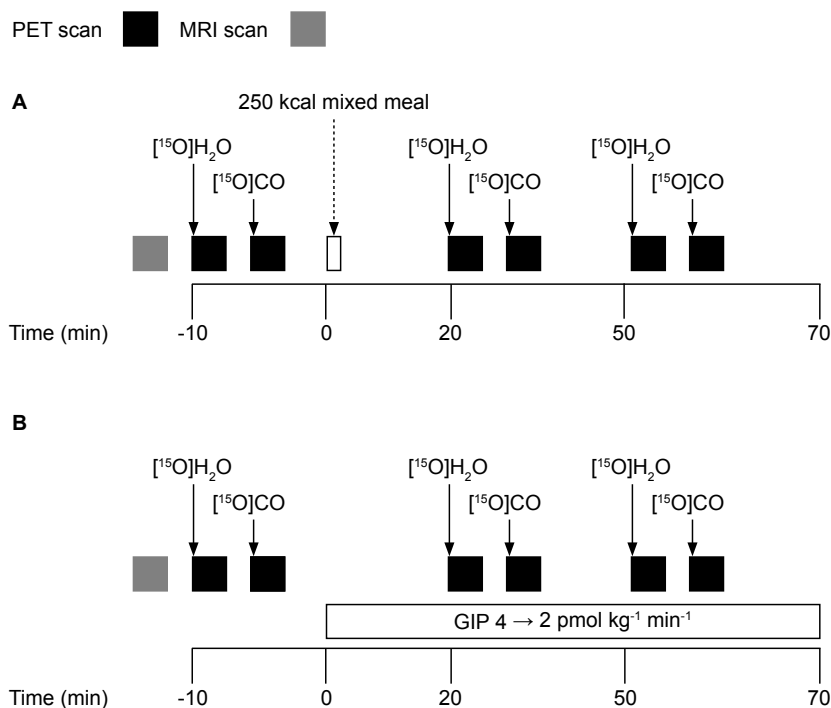 PET scan MRI scan
A
250 kcal mixed meal
[¹⁵O]H₂O [¹⁵O]H₂O [¹⁵O]H₂O
[¹⁵O]CO [¹⁵O]CO [¹⁵O]CO
Time (min) -10 0 20 50 70
B
[¹⁵O]H₂O [¹⁵O]H₂O [¹⁵O]H₂O
[¹⁵O]CO [¹⁵O]CO [¹⁵O]CO
GIP 4 → 2 pmol kg⁻¹ min⁻¹
Time (min) -10 0 20 50 70